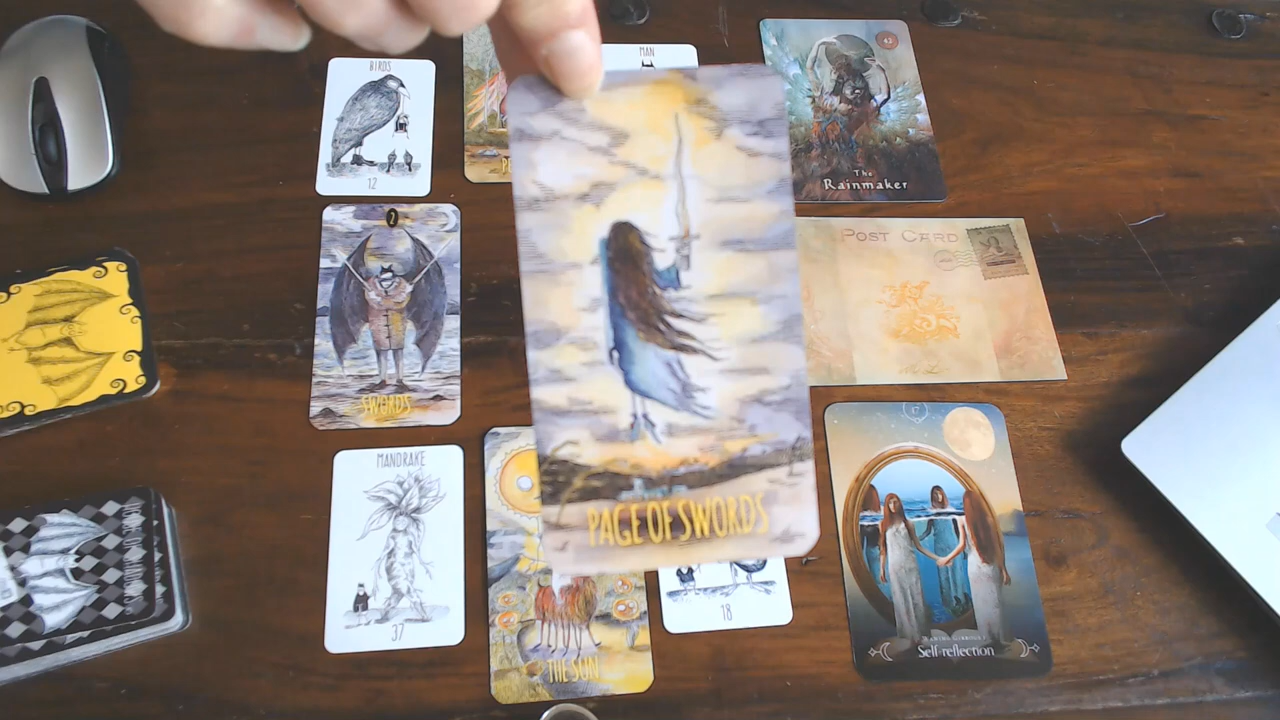 BIRDS
12
MAN
43
The
Rainmaker
2
SWORDS
POST CARD
PAGE OF SWORDS
MANDRAKE
37
THE SUN
18
17
Self-reflection